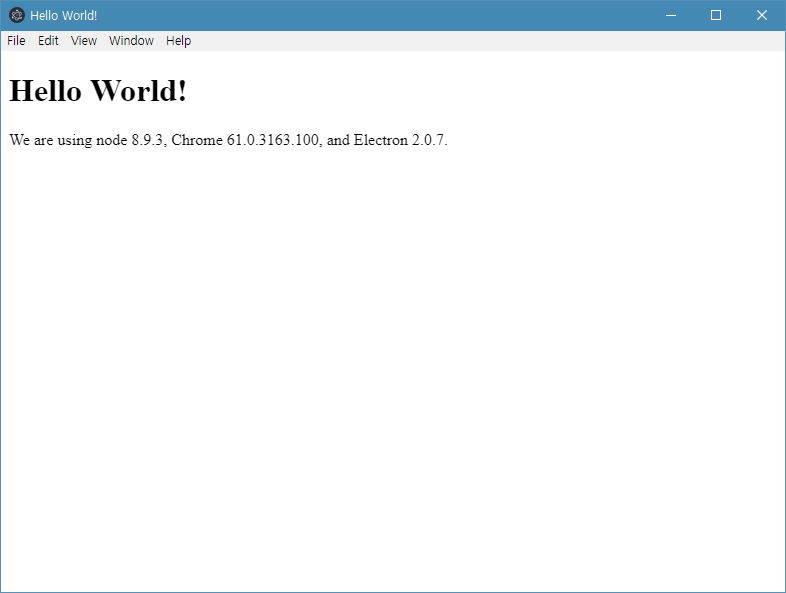 Hello World!
File Edit View Window Help
Hello World!
We are using node 8.9.3, Chrome 61.0.3163.100, and Electron 2.0.7.